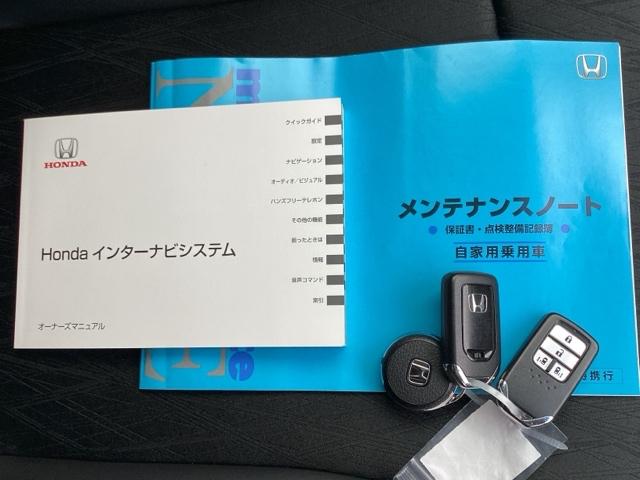 HONDA
Honda インターナビシステム
オーナーズマニュアル
クイックガイド
設定
ナビゲーション
オーディオ/ビジュアル
ハンズフリーテレホン
その他の機能
困ったときは
情報
音声コマンド
索引
メンテナンスノート
● 保証書・点検整備記録簿 ●
自家用乗用車
携行